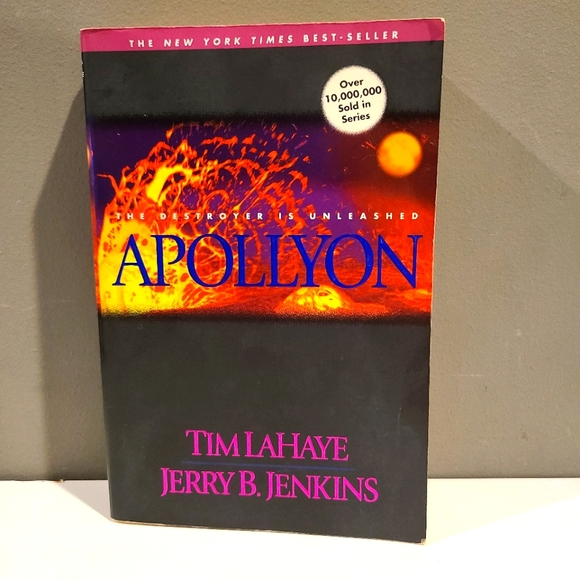 THE NEW YORK TIMES BEST-SELLER
Over
10,000,000
Sold in
Series
THE DESTROYER IS UNLEASHED
APOLLYON
TIM LAHAYE
JERRY B. JENKINS